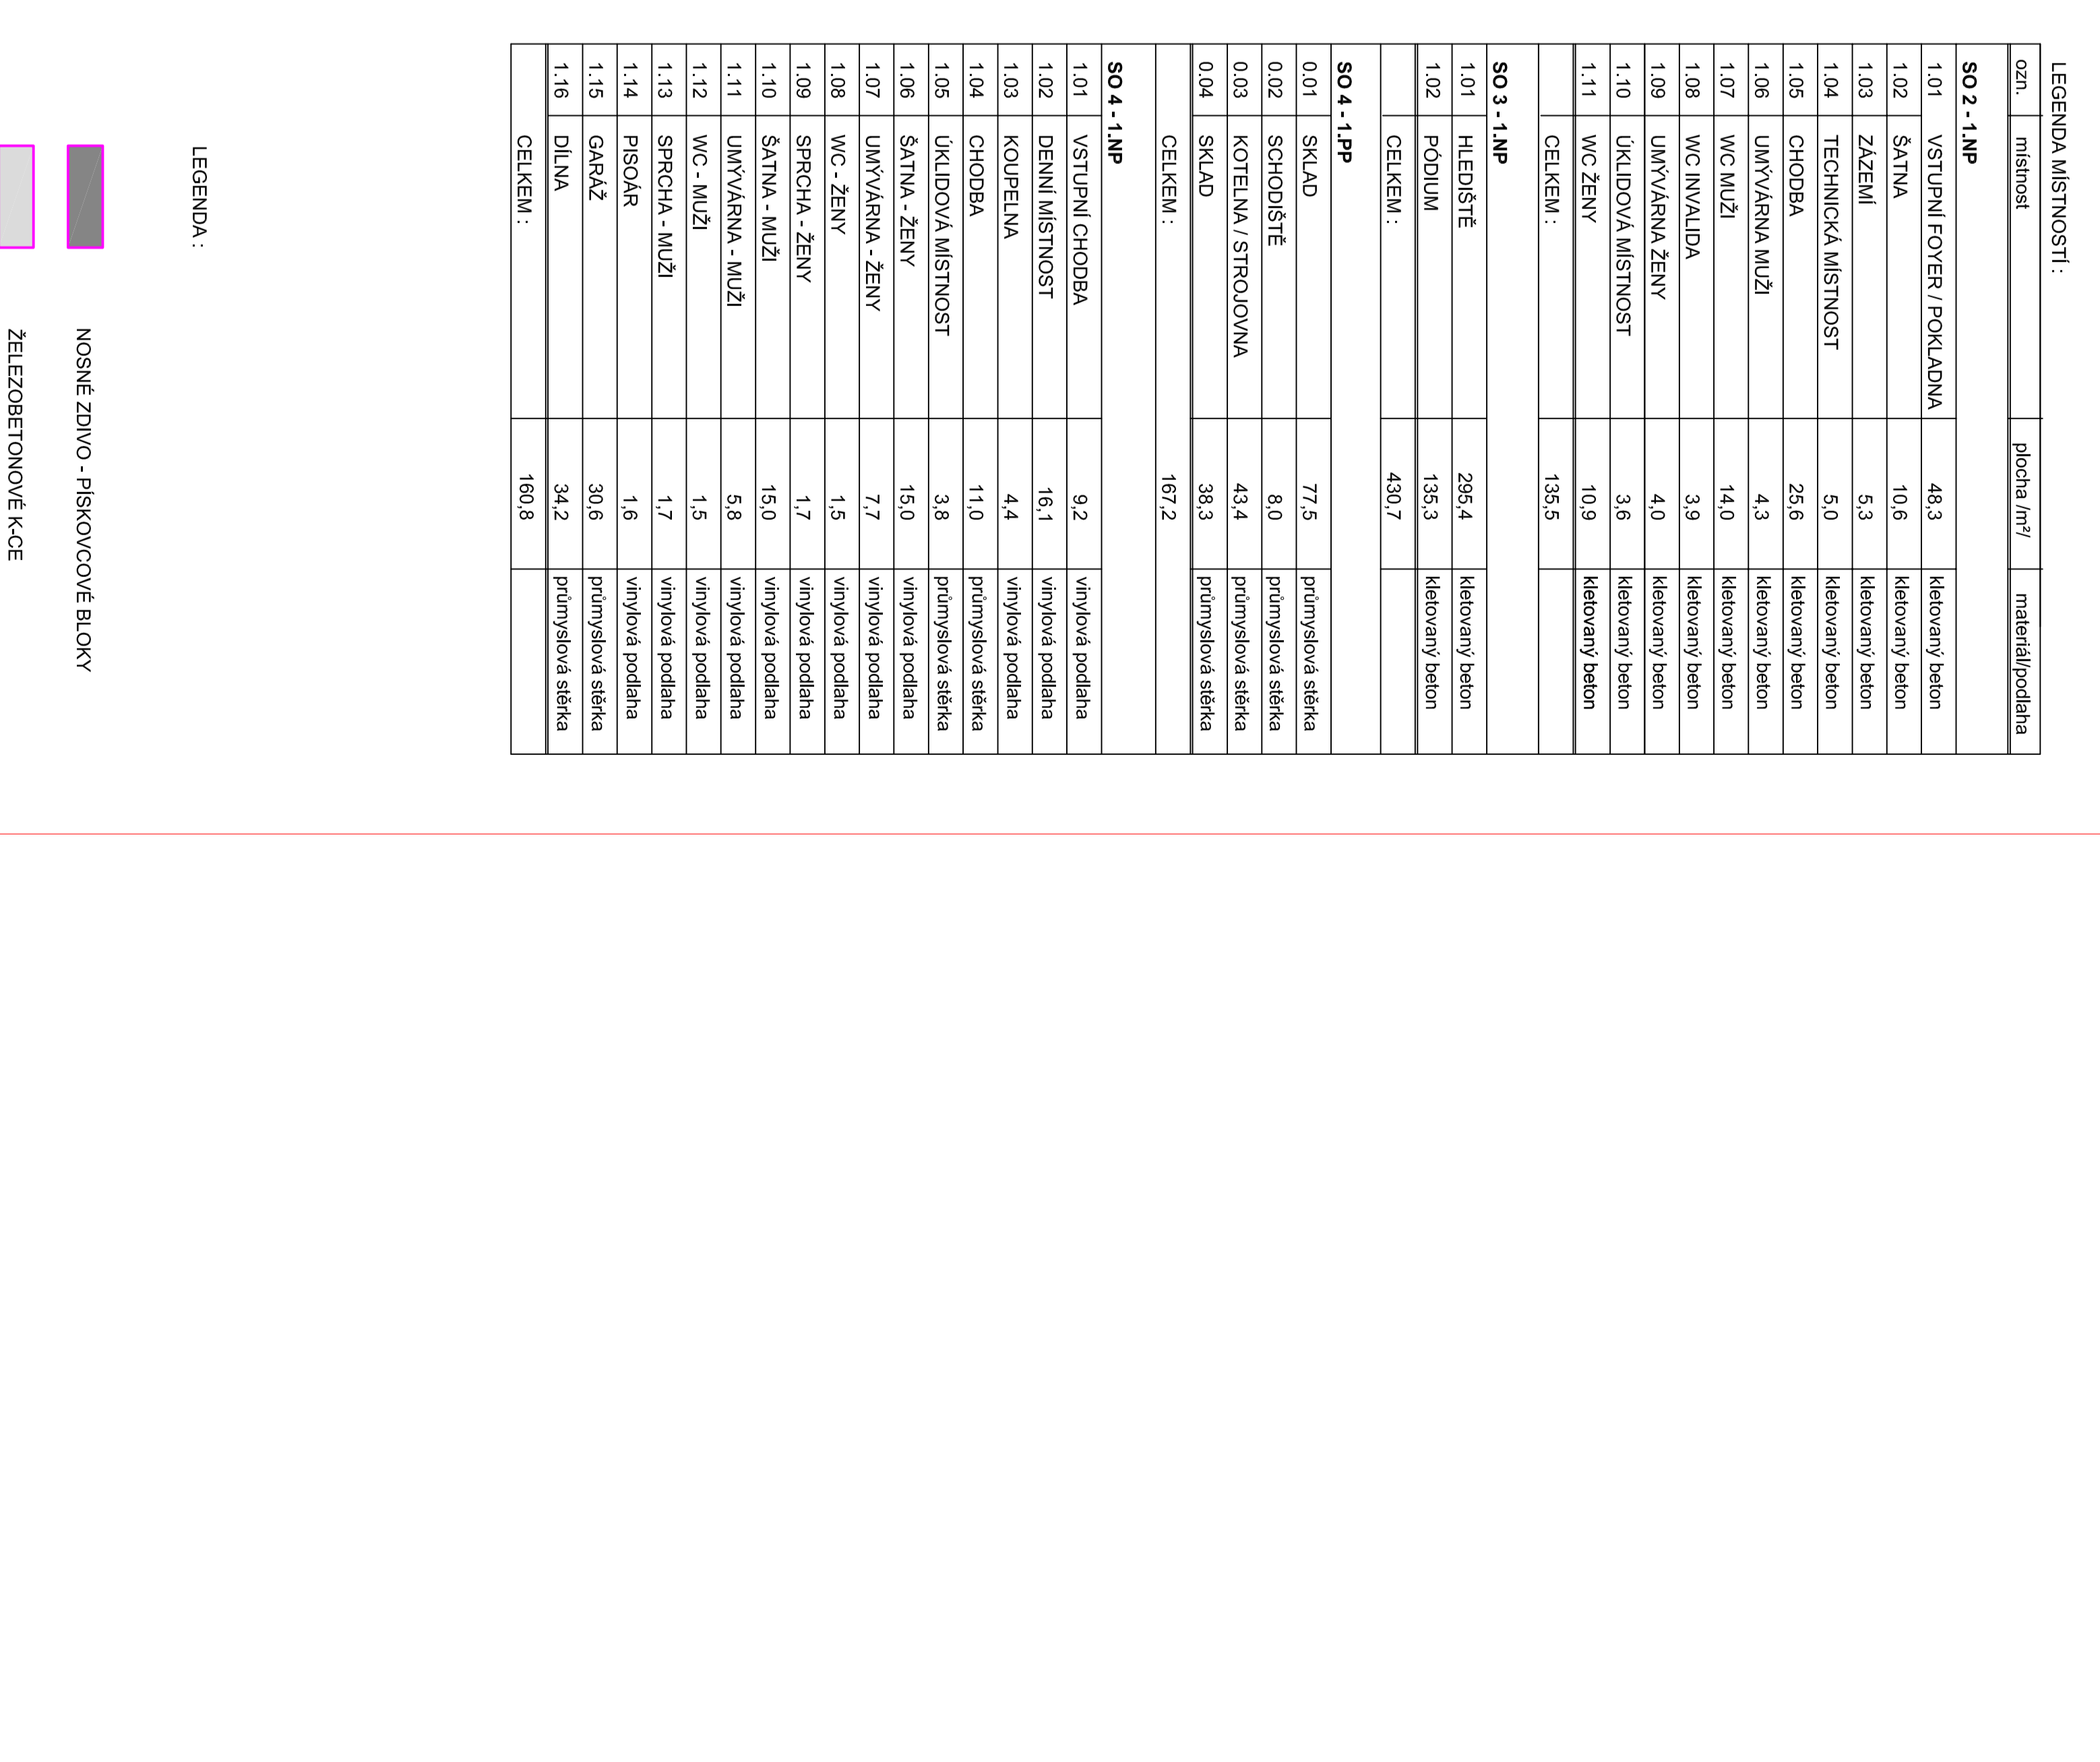 LEGENDA MÍSTNOSTÍ :
ozn. místnost plocha /m²/ materiál/podlaha
SO 2 - 1.NP
1.01 VSTUPNÍ FOYER / POKLADNA 48,3 kletovaný beton
1.02 ŠATNA 10,6 kletovaný beton
1.03 ZÁZEMÍ 5,3 kletovaný beton
1.04 TECHNICKÁ MÍSTNOST 5,0 kletovaný beton
1.05 CHODBA 25,6 kletovaný beton
1.06 UMÝVÁRNA MUŽI 4,3 kletovaný beton
1.07 WC MUŽI 14,0 kletovaný beton
1.08 WC INVALIDA 3,9 kletovaný beton
1.09 UMÝVÁRNA ŽENY 4,0 kletovaný beton
1.10 ÚKLIDOVÁ MÍSTNOST 3,6 kletovaný beton
1.11 WC ŽENY 10,9 kletovaný beton
CELKEM : 135,5
SO 3 - 1.NP
1.01 HLEDIŠTĚ 295,4 kletovaný beton
1.02 PÓDIUM 135,3 kletovaný beton
CELKEM : 430,7
SO 4 - 1.PP
0.01 SKLAD 77,5 průmyslová stěrka
0.02 SCHODIŠTĚ 8,0 průmyslová stěrka
0.03 KOTELNA / STROJOVNA 43,4 průmyslová stěrka
0.04 SKLAD 38,3 průmyslová stěrka
CELKEM : 167,2
SO 4 - 1.NP
1.01 VSTUPNÍ CHODBA 9,2 vinylová podlaha
1.02 DENNÍ MÍSTNOST 16,1 vinylová podlaha
1.03 KOUPELNA 4,4 vinylová podlaha
1.04 CHODBA 11,0 průmyslová stěrka
1.05 ÚKLIDOVÁ MÍSTNOST 3,8 průmyslová stěrka
1.06 ŠATNA - ŽENY 15,0 vinylová podlaha
1.07 UMÝVÁRNA - ŽENY 7,7 vinylová podlaha
1.08 WC - ŽENY 1,5 vinylová podlaha
1.09 SPRCHA - ŽENY 1,7 vinylová podlaha
1.10 ŠATNA - MUŽI 15,0 vinylová podlaha
1.11 UMÝVÁRNA - MUŽI 5,8 vinylová podlaha
1.12 WC - MUŽI 1,5 vinylová podlaha
1.13 SPRCHA - MUŽI 1,7 vinylová podlaha
1.14 PISOÁR 1,6 vinylová podlaha
1.15 GARÁŽ 30,6 průmyslová stěrka
1.16 DÍLNA 34,2 průmyslová stěrka
CELKEM : 160,8
LEGENDA :
NOSNÉ ZDIVO - PÍSKOVCOVÉ BLOKY
ŽELEZOBETONOVÉ K-CE